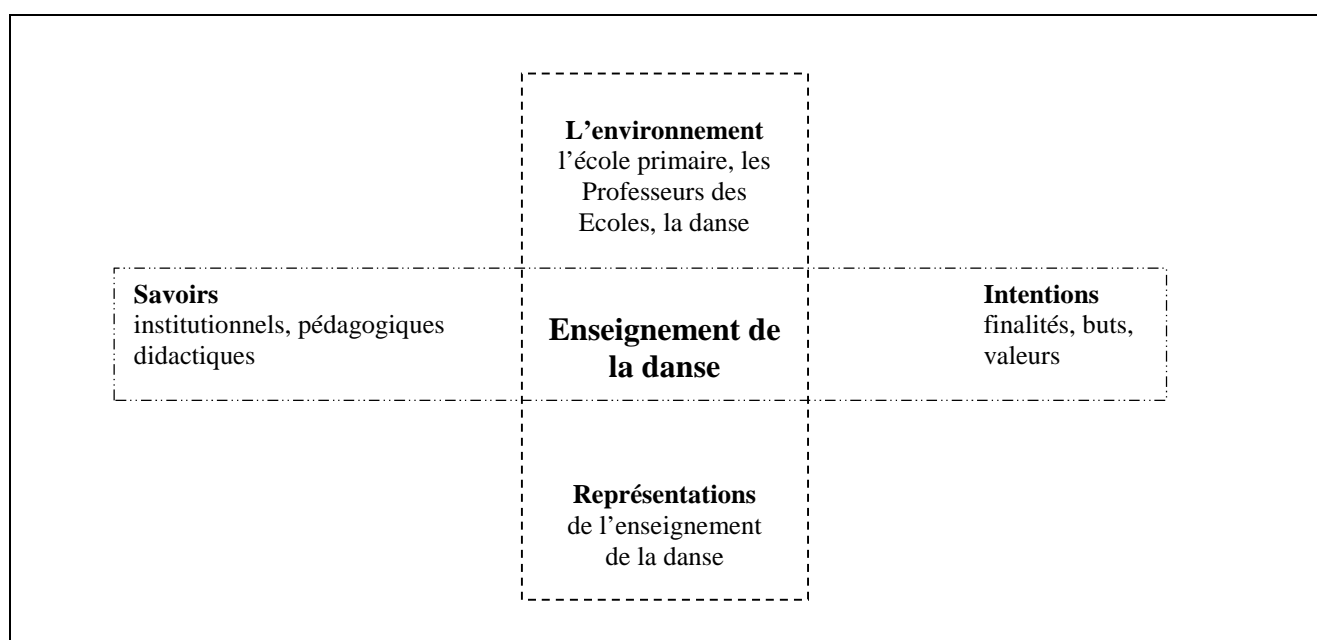 L’environnement
l’école primaire, les
Professeurs des
Ecoles, la danse
Savoirs
institutionnels, pédagogiques
didactiques
Enseignement de
la danse
Intentions
finalités, buts,
valeurs
Représentations
de l’enseignement
de la danse